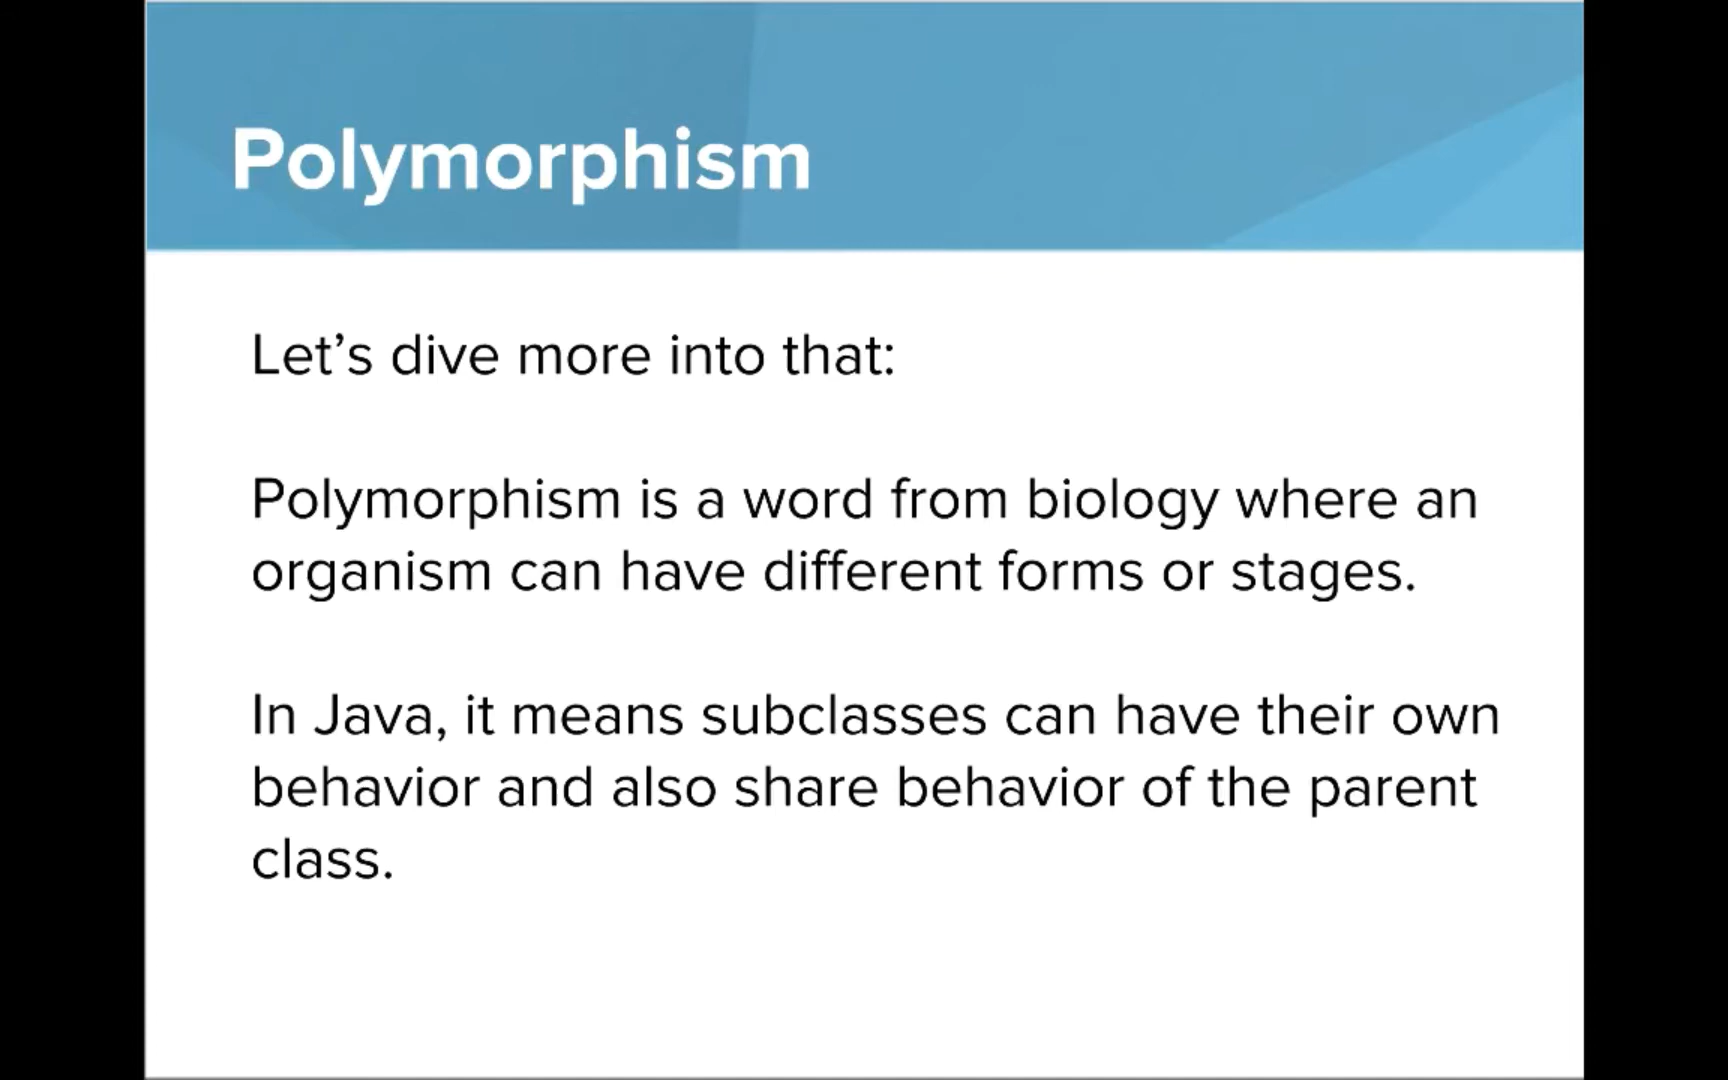 Polymorphism
Let’s dive more into that:
Polymorphism is a word from biology where an
organism can have different forms or stages.
In Java, it means subclasses can have their own
behavior and also share behavior of the parent
class.